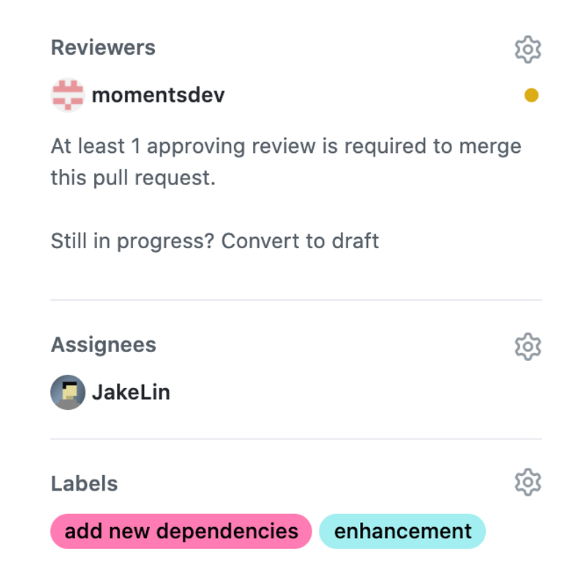 Reviewers
momentsdev
At least 1 approving review is required to merge
this pull request.
Still in progress? Convert to draft
Assignees
JakeLin
Labels
add new dependencies enhancement